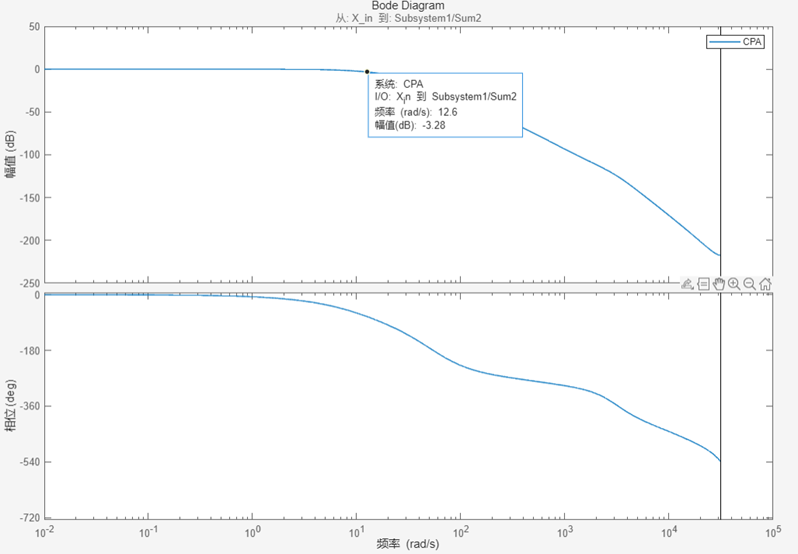 Bode Diagram
从: X_in 到: Subsystem1/Sum2
50
0
-50
-100
-150
-200
-250
幅值 (dB)
CPA
系统: CPA
I/O: X_in 到 Subsystem1/Sum2
频率 (rad/s): 12.6
幅值(dB): -3.28
0
-180
-360
-540
-720
相位(deg)
10^-2
10^-1
10^0
10^1
10^2
10^3
10^4
10^5
频率 (rad/s)